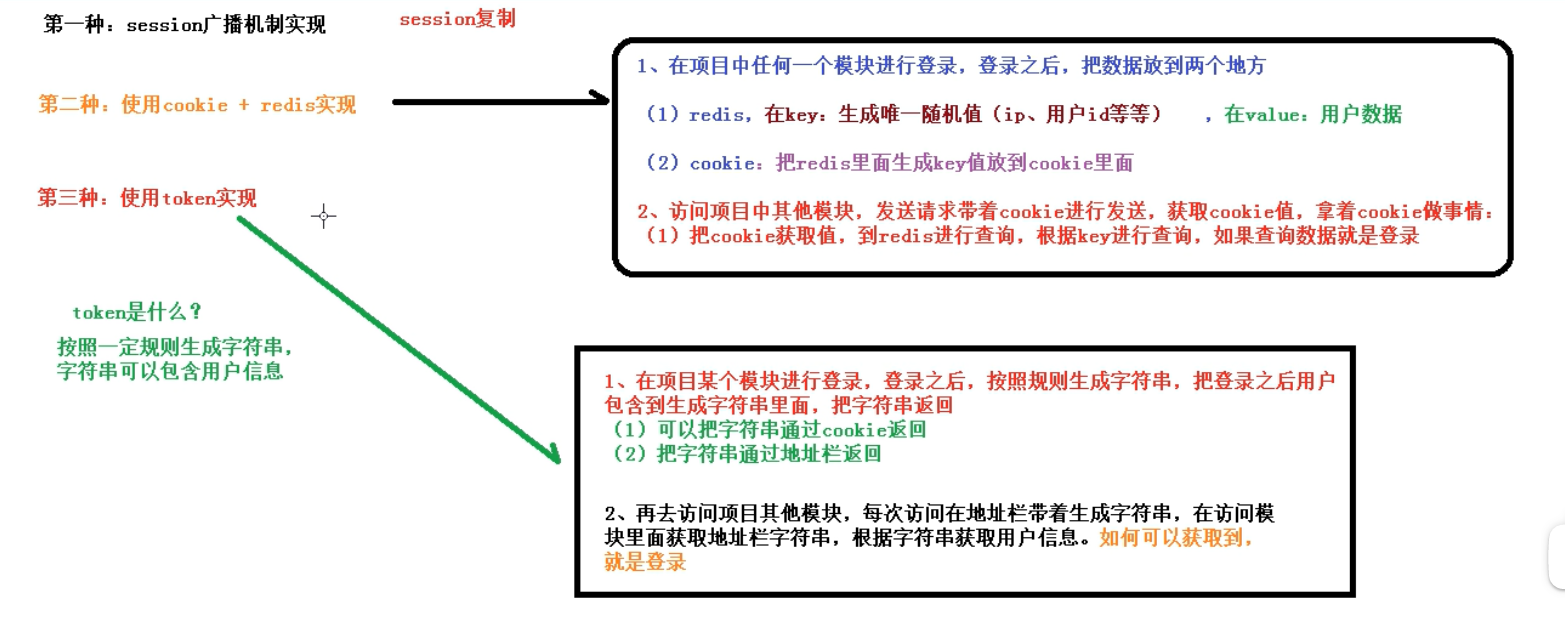 第一种：session广播机制实现
session复制
第二种：使用cookie + redis实现
第三种：使用token实现
token是什么？
按照一定规则生成字符串，
字符串可以包含用户信息
1、在项目中任何一个模块进行登录，登录之后，把数据放到两个地方
（1）redis，在key：生成唯一随机值（ip、用户id等等） ，在value：用户数据
（2）cookie：把redis里面生成key值放到cookie里面
2、访问项目中其他模块，发送请求带着cookie进行发送，获取cookie值，拿着cookie做事情：
（1）把cookie获取值，到redis进行查询，根据key进行查询，如果查询数据就是登录
1、在项目某个模块进行登录，登录之后，按照规则生成字符串，把登录之后用户
包含到生成字符串里面，把字符串返回
（1）可以把字符串通过cookie返回
（2）把字符串通过地址栏返回
2、再去访问项目其他模块，每次访问在地址栏带着生成字符串，在访问模
块里面获取地址栏字符串，根据字符串获取用户信息。如何可以获取到，
就是登录